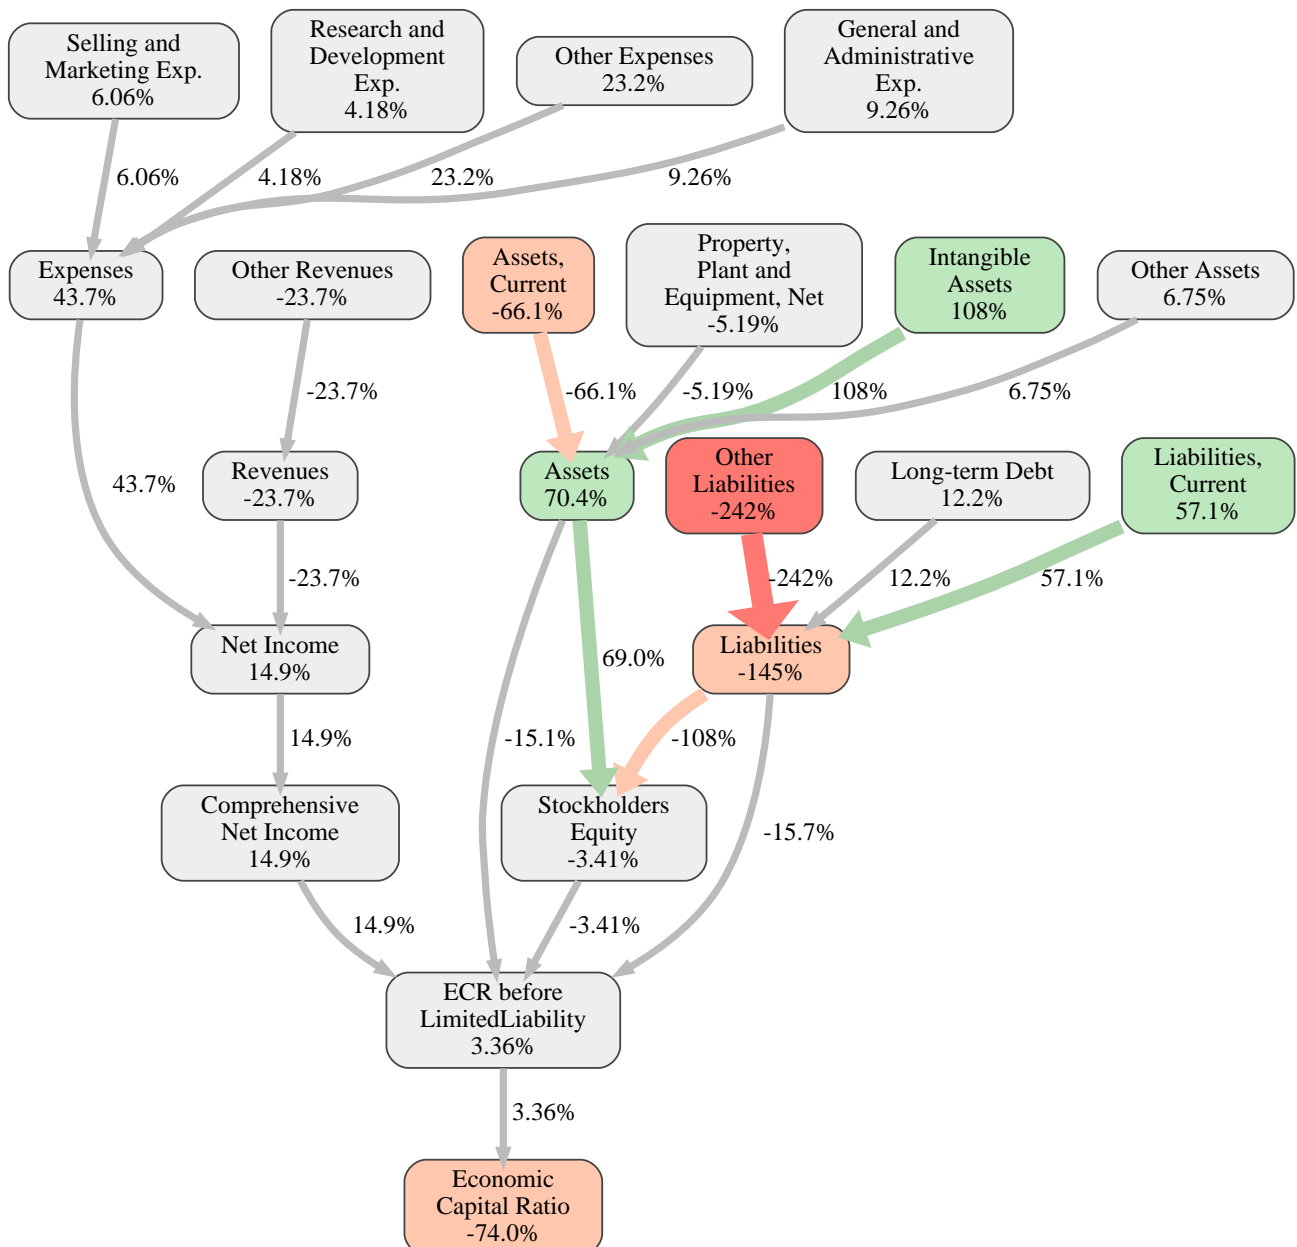 Selling and
Marketing Exp.
6.06%
Research and
Development
Exp.
4.18%
Other Expenses
23.2%
General and
Administrative
Exp.
9.26%
6.06%
4.18%
23.2%
9.26%
Expenses
43.7%
Other Revenues
-23.7%
Assets,
Current
-66.1%
Property,
Plant and
Equipment, Net
-5.19%
Intangible
Assets
108%
Other Assets
6.75%
-23.7%
-66.1%
-5.19%
108%
6.75%
43.7%
Revenues
-23.7%
Assets
70.4%
Other
Liabilities
-242%
Long-term Debt
12.2%
Liabilities,
Current
57.1%
-23.7%
-242%
12.2%
57.1%
Net Income
14.9%
69.0%
Liabilities
-145%
14.9%
-15.1%
-108%
Comprehensive
Net Income
14.9%
Stockholders
Equity
-3.41%
-15.7%
14.9%
-3.41%
ECR before
LimitedLiability
3.36%
3.36%
Economic
Capital Ratio
-74.0%